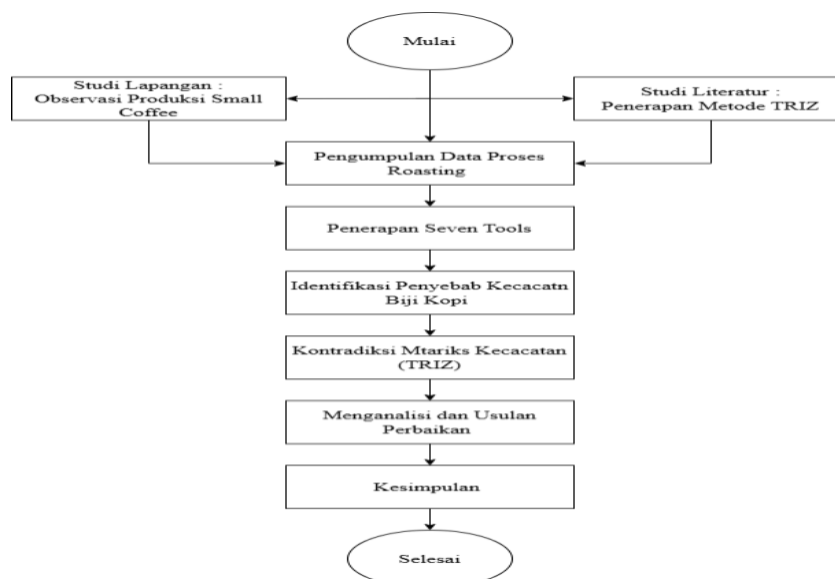 Mulai
Studi Lapangan :
Observasi Produksi Small
Coffee
Studi Literatur :
Penerapan Metode TRIZ
Pengumpulan Data Proses
Roasting
Penerapan Seven Tools
Identifikasi Penyebab Kecacatn
Biji Kopi
Kontradiksi Mtariks Kecacatan
(TRIZ)
Menganalisi dan Usulan
Perbaikan
Kesimpulan
Selesai